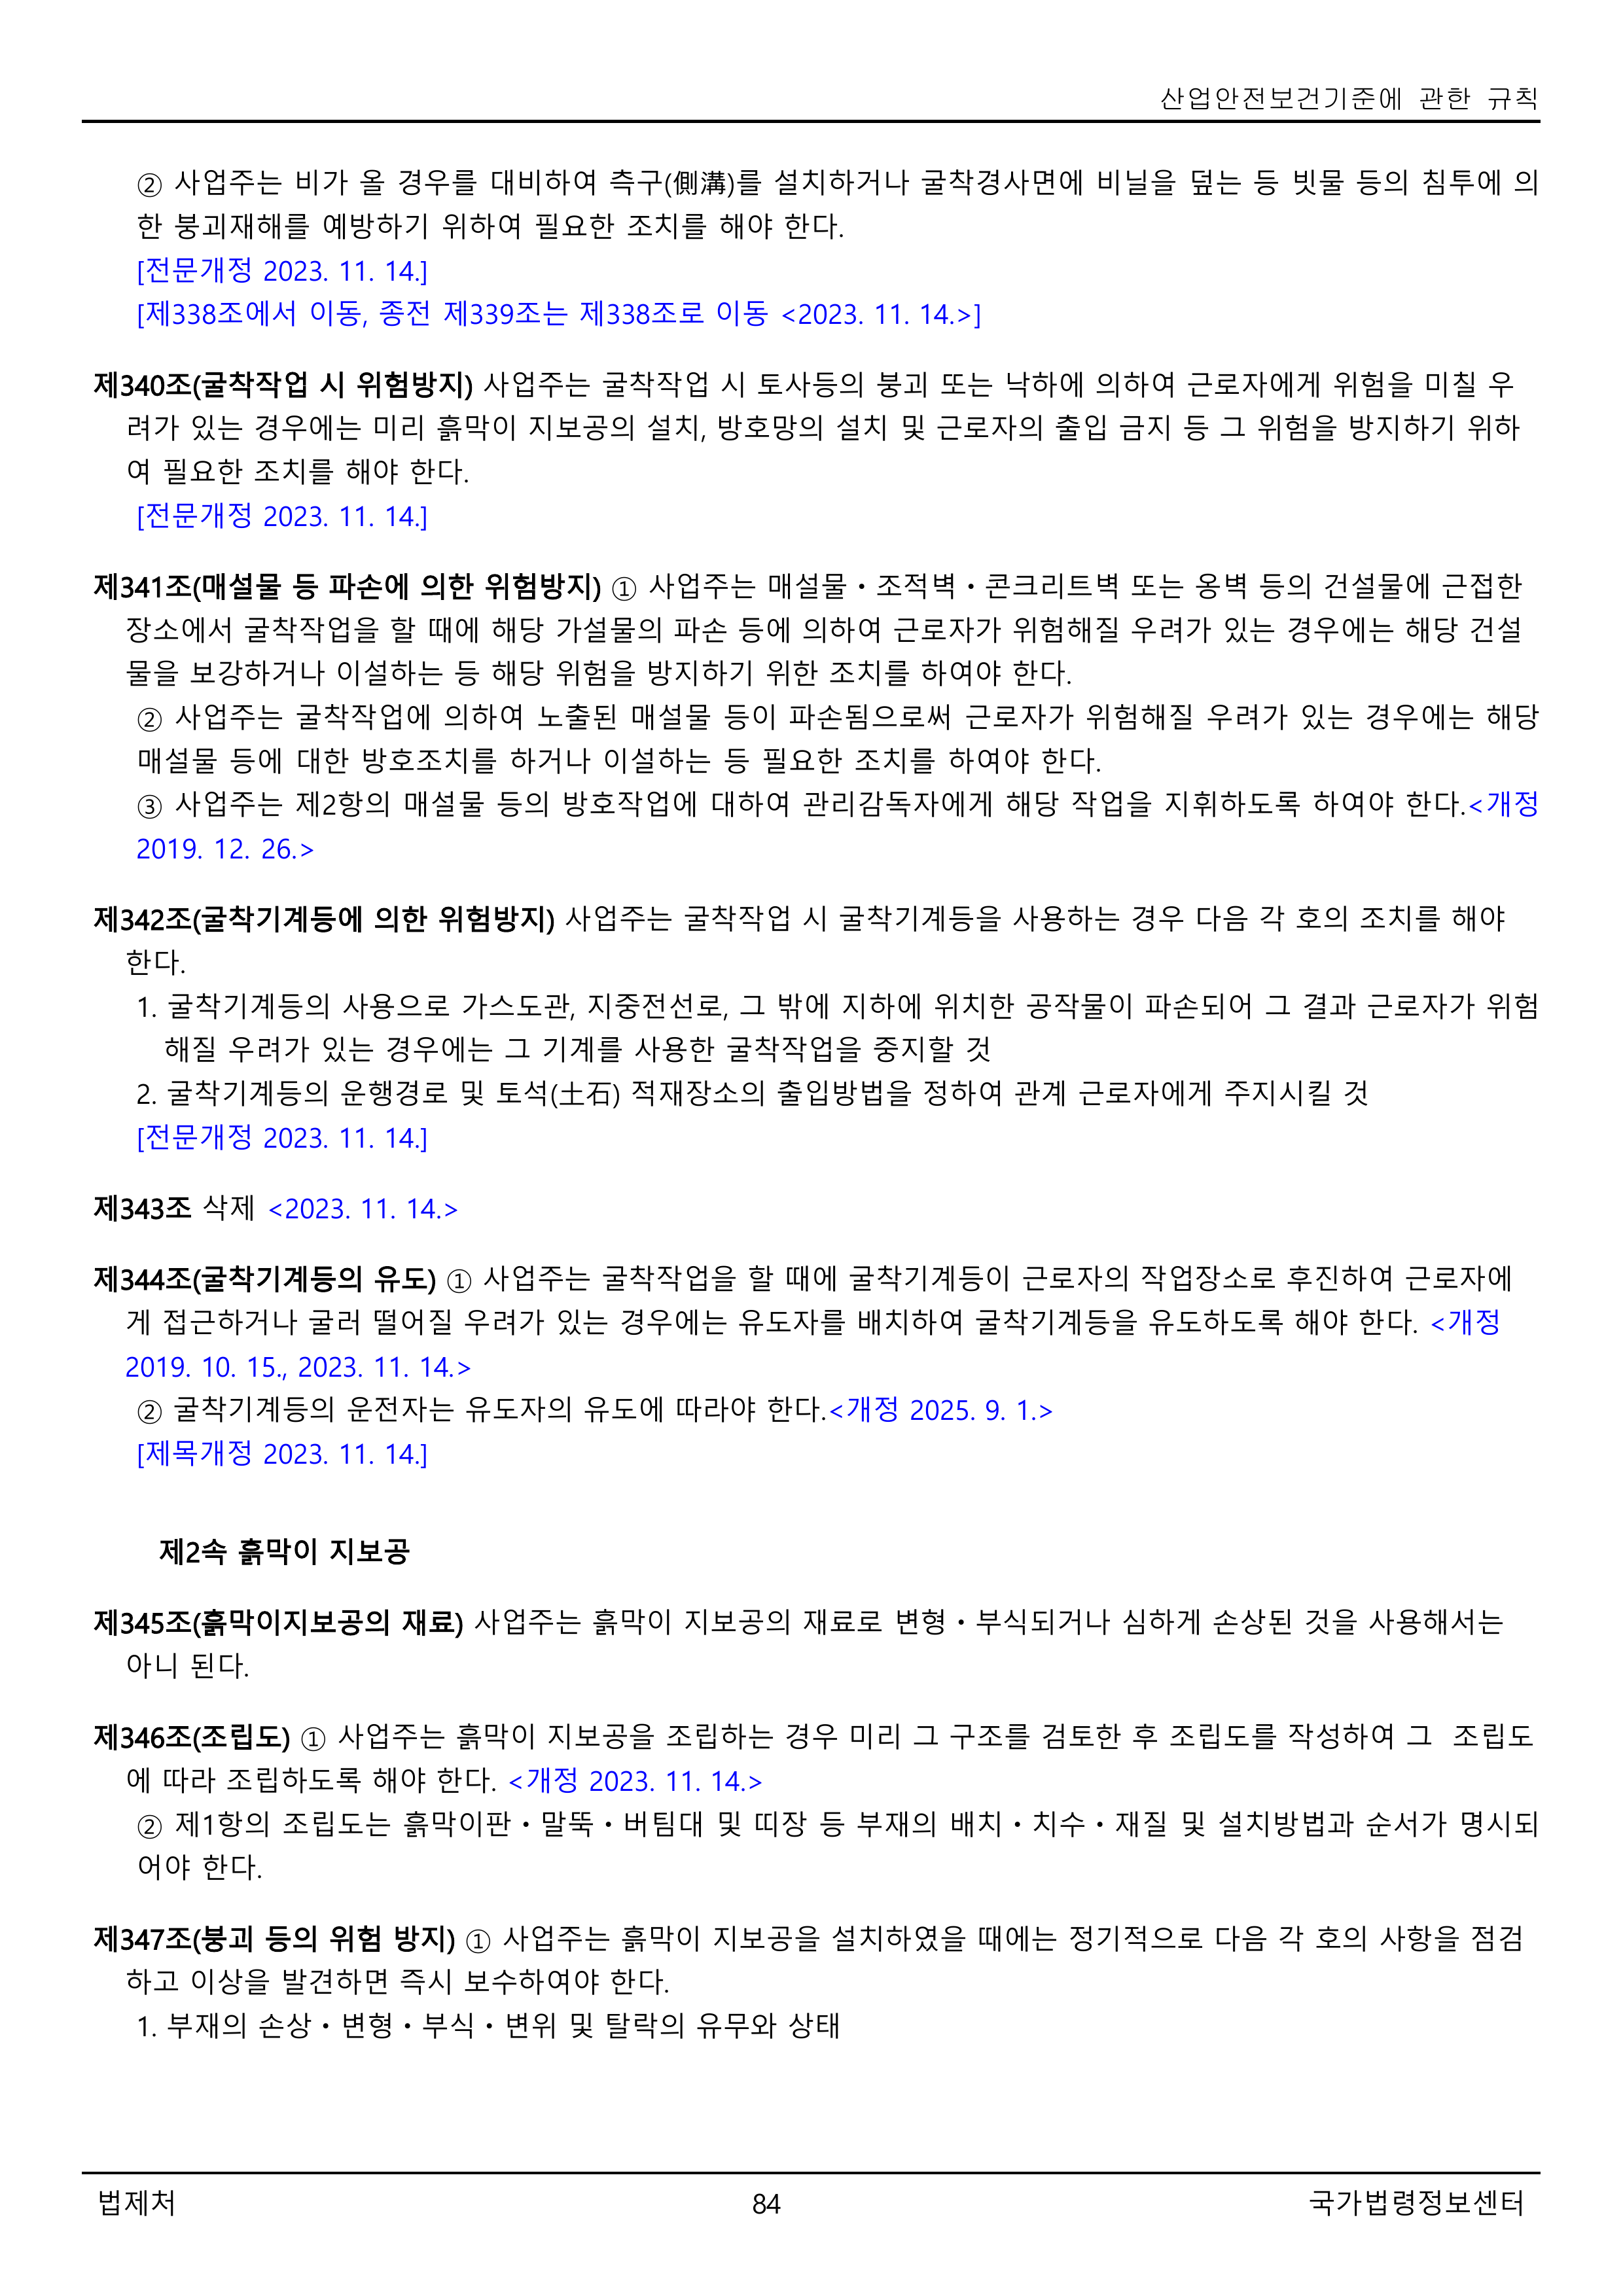 산업안전보건기준에 관한 규칙
② 사업주는 비가 올 경우를 대비하여 측구(側溝)를 설치하거나 굴착경사면에 비닐을 덮는 등 빗물 등의 침투에 의
한 붕괴재해를 예방하기 위하여 필요한 조치를 해야 한다.
[전문개정 2023. 11. 14.]
[제338조에서 이동, 종전 제339조는 제338조로 이동 <2023. 11. 14.>]
제340조(굴착작업 시 위험방지) 사업주는 굴착작업 시 토사등의 붕괴 또는 낙하에 의하여 근로자에게 위험을 미칠 우
려가 있는 경우에는 미리 흙막이 지보공의 설치, 방호망의 설치 및 근로자의 출입 금지 등 그 위험을 방지하기 위하
여 필요한 조치를 해야 한다.
[전문개정 2023. 11. 14.]
제341조(매설물 등 파손에 의한 위험방지) ① 사업주는 매설물ㆍ조적벽ㆍ콘크리트벽 또는 옹벽 등의 건설물에 근접한
장소에서 굴착작업을 할 때에 해당 가설물의 파손 등에 의하여 근로자가 위험해질 우려가 있는 경우에는 해당 건설
물을 보강하거나 이설하는 등 해당 위험을 방지하기 위한 조치를 하여야 한다.
② 사업주는 굴착작업에 의하여 노출된 매설물 등이 파손됨으로써 근로자가 위험해질 우려가 있는 경우에는 해당
매설물 등에 대한 방호조치를 하거나 이설하는 등 필요한 조치를 하여야 한다.
③ 사업주는 제2항의 매설물 등의 방호작업에 대하여 관리감독자에게 해당 작업을 지휘하도록 하여야 한다.<개정
2019. 12. 26.>
제342조(굴착기계등에 의한 위험방지) 사업주는 굴착작업 시 굴착기계등을 사용하는 경우 다음 각 호의 조치를 해야
한다.
1. 굴착기계등의 사용으로 가스도관, 지중전선로, 그 밖에 지하에 위치한 공작물이 파손되어 그 결과 근로자가 위험
해질 우려가 있는 경우에는 그 기계를 사용한 굴착작업을 중지할 것
2. 굴착기계등의 운행경로 및 토석(土石) 적재장소의 출입방법을 정하여 관계 근로자에게 주지시킬 것
[전문개정 2023. 11. 14.]
제343조 삭제 <2023. 11. 14.>
제344조(굴착기계등의 유도) ① 사업주는 굴착작업을 할 때에 굴착기계등이 근로자의 작업장소로 후진하여 근로자에
게 접근하거나 굴러 떨어질 우려가 있는 경우에는 유도자를 배치하여 굴착기계등을 유도하도록 해야 한다. <개정
2019. 10. 15., 2023. 11. 14.>
② 굴착기계등의 운전자는 유도자의 유도에 따라야 한다.<개정 2025. 9. 1.>
[제목개정 2023. 11. 14.]
제2속 흙막이 지보공
제345조(흙막이지보공의 재료) 사업주는 흙막이 지보공의 재료로 변형ㆍ부식되거나 심하게 손상된 것을 사용해서는
아니 된다.
제346조(조립도) ① 사업주는 흙막이 지보공을 조립하는 경우 미리 그 구조를 검토한 후 조립도를 작성하여 그 조립도
에 따라 조립하도록 해야 한다. <개정 2023. 11. 14.>
② 제1항의 조립도는 흙막이판ㆍ말뚝ㆍ버팀대 및 띠장 등 부재의 배치ㆍ치수ㆍ재질 및 설치방법과 순서가 명시되
어야 한다.
제347조(붕괴 등의 위험 방지) ① 사업주는 흙막이 지보공을 설치하였을 때에는 정기적으로 다음 각 호의 사항을 점검
하고 이상을 발견하면 즉시 보수하여야 한다.
1. 부재의 손상ㆍ변형ㆍ부식ㆍ변위 및 탈락의 유무와 상태
법제처 84 국가법령정보센터